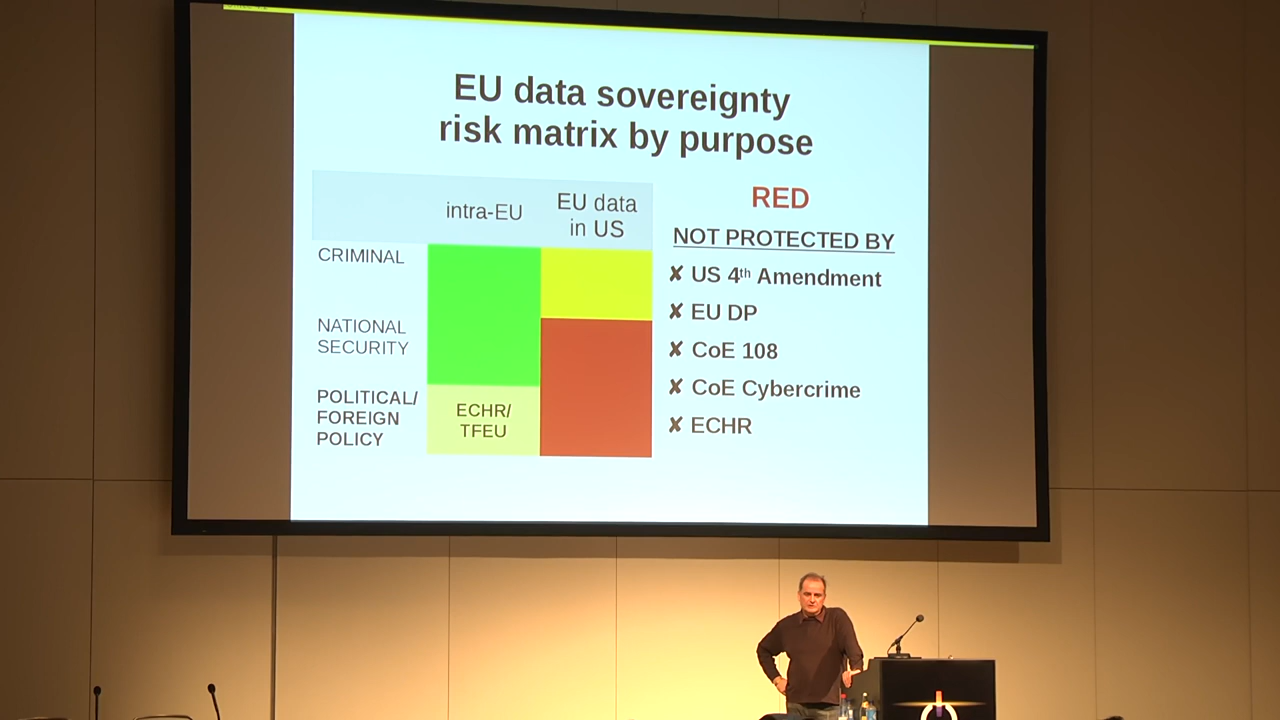 EU data sovereignty
risk matrix by purpose
intra-EU
EU data
in US
CRIMINAL
NATIONAL
SECURITY
POLITICAL/
FOREIGN
POLICY
ECHR/
TFEU
RED
NOT PROTECTED BY
✘ US 4th Amendment
✘ EU DP
✘ CoE 108
✘ CoE Cybercrime
✘ ECHR